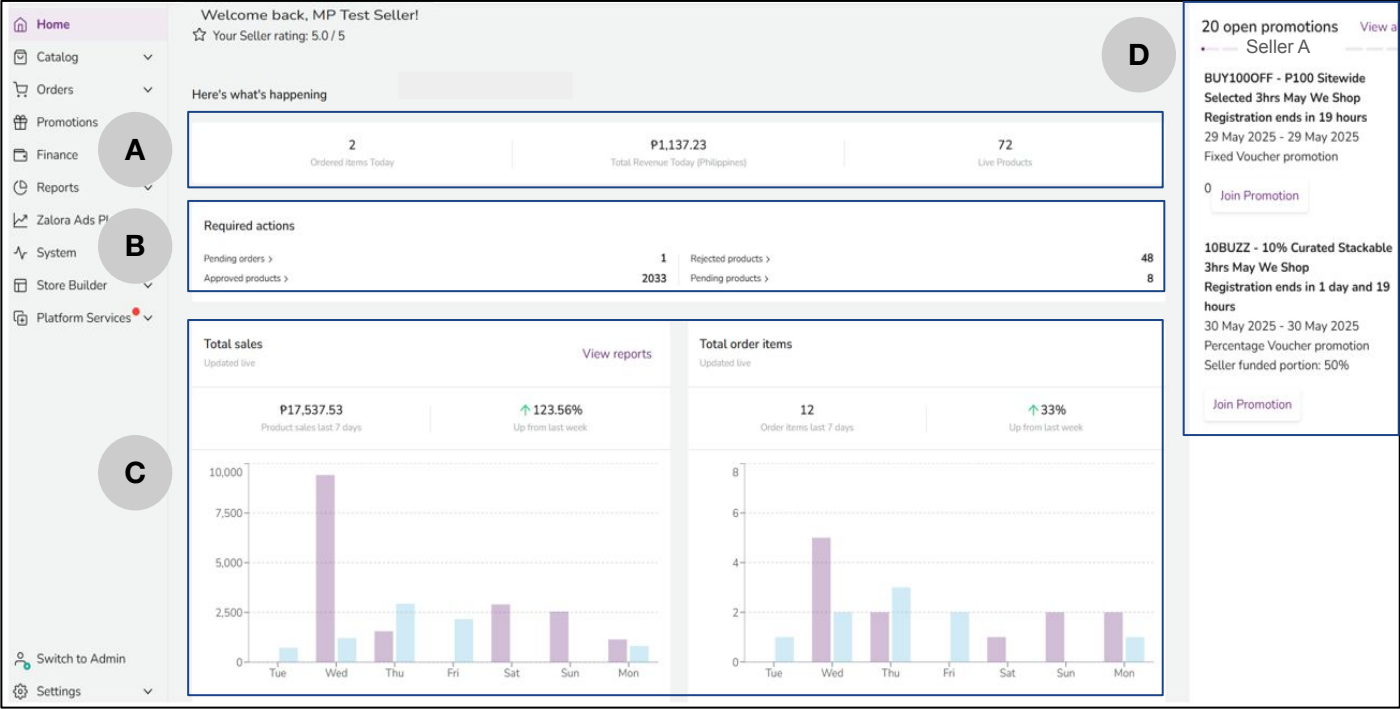 Home
Catalog
Orders
Promotions
Finance
Reports
Zalora Ads
System
Store Builder
Platform Services
Switch to Admin
Settings
A
B
C
D
Welcome back, MP Test Seller!
Your Seller rating: 5.0 / 5
Here's what's happening
2
Ordered items Today
₱1,137.23
Total Revenue Today (Philippines)
72
Live Products
Required actions
Pending orders > 1
Approved products > 2033
Rejected products > 48
Pending products > 8
Total sales
Updated live
View reports
₱17,537.53
Product sales last 7 days
↑ 123.56%
Up from last week
10,000
7,500
5,000
2,500
0
Tue Wed Thu Fri Sat Sun Mon
Total order items
Updated live
12
Order items last 7 days
↑ 33%
Up from last week
8
6
4
2
0
Tue Wed Thu Fri Sat Sun Mon
20 open promotions View a
Seller A
BUY100OFF - P100 Sitewide
Selected 3hrs May We Shop
Registration ends in 19 hours
29 May 2025 - 29 May 2025
Fixed Voucher promotion
0
Join Promotion
10BUZZ - 10% Curated Stackable
3hrs May We Shop
Registration ends in 1 day and 19
hours
30 May 2025 - 30 May 2025
Percentage Voucher promotion
Seller funded portion: 50%
Join Promotion